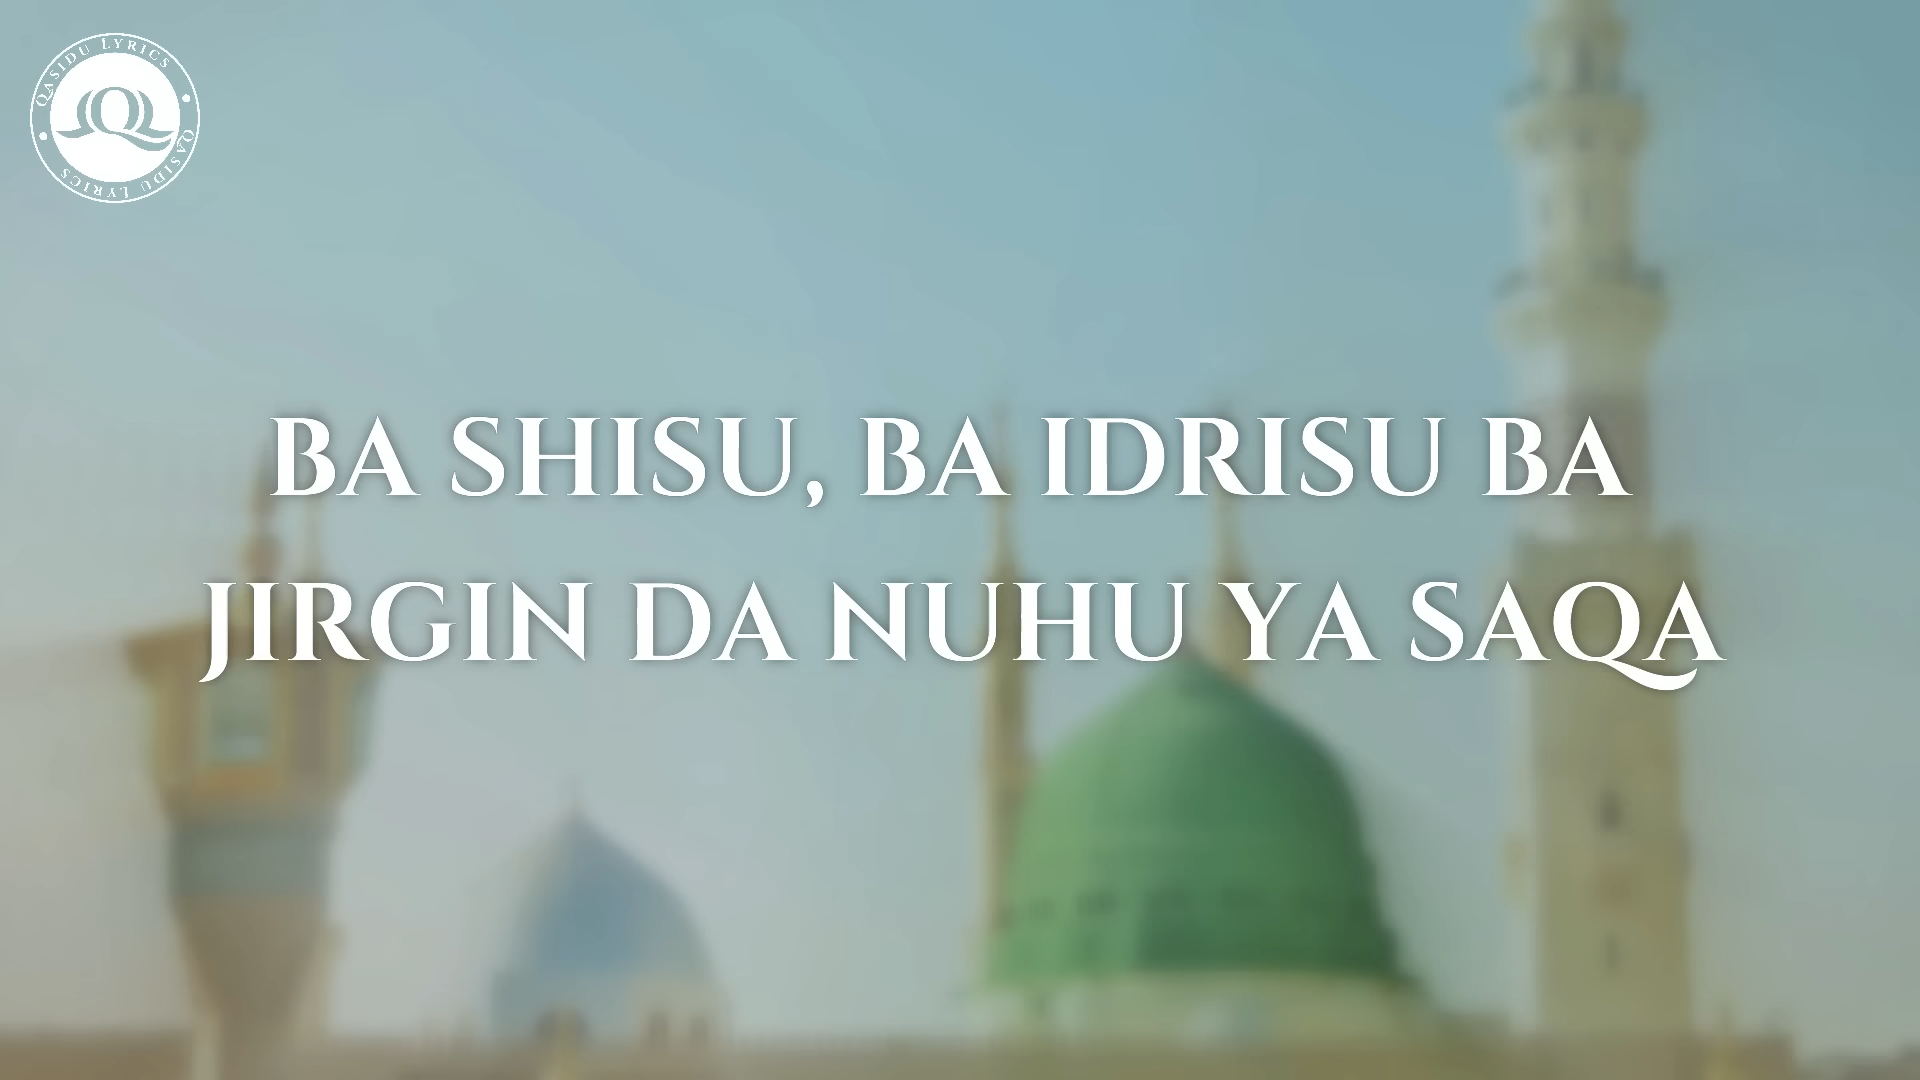 QASIDU LYRICS
QASIDU LYRICS
BA SHISU, BA IDRISU BA
JIRGIN DA NUHU YA SAQA